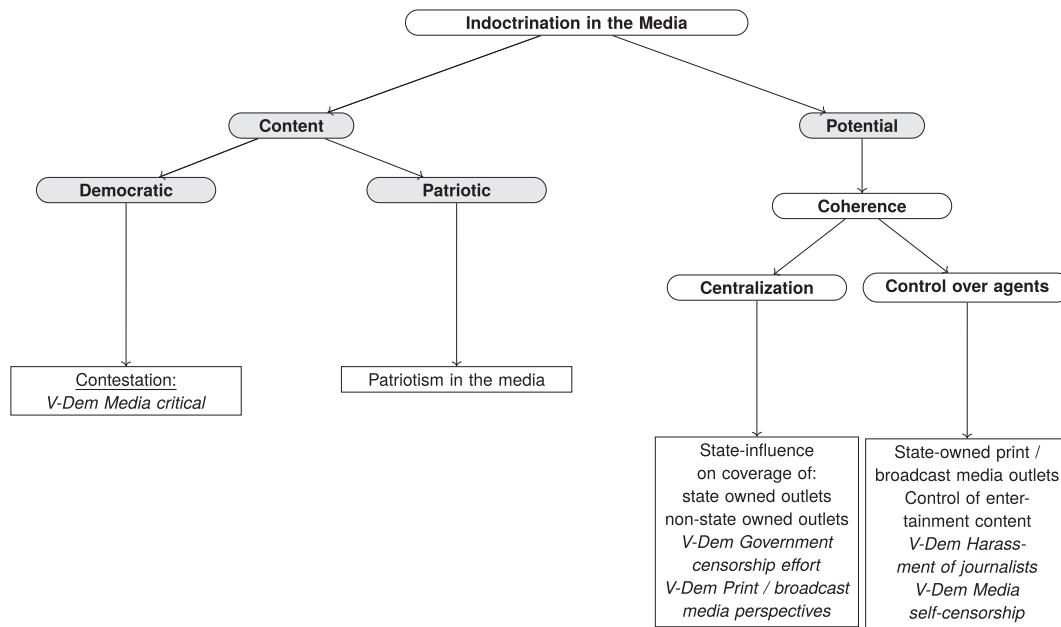 Indoctrination in the Media
Content
Potential
Democratic
Patriotic
Coherence
Centralization
Control over agents
Contestation:
V-Dem Media critical
Patriotism in the media
State-influence
on coverage of:
state owned outlets
non-state owned outlets
V-Dem Government
censorship effort
V-Dem Print / broadcast
media perspectives
State-owned print /
broadcast media outlets
Control of enter-
tainment content
V-Dem Harass-
ment of journalists
V-Dem Media
self-censorship